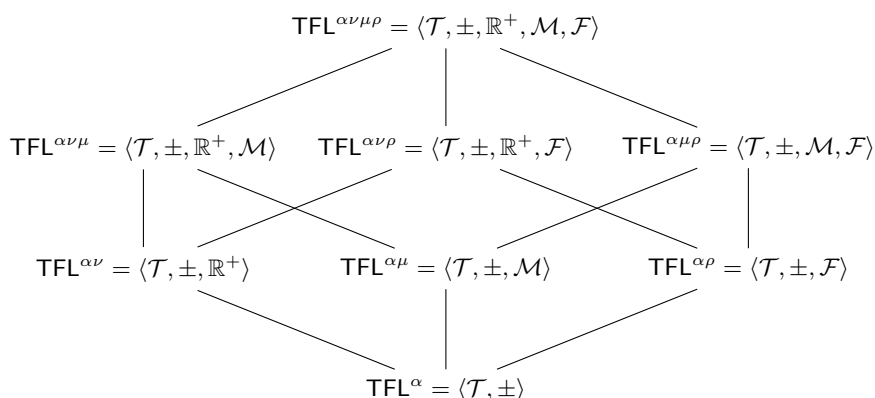 TFL^{ανμρ} = ⟨𝒯, ±, ℝ⁺, ℳ, ℱ⟩
TFL^{ανμ} = ⟨𝒯, ±, ℝ⁺, ℳ⟩ TFL^{ανρ} = ⟨𝒯, ±, ℝ⁺, ℱ⟩ TFL^{αμρ} = ⟨𝒯, ±, ℳ, ℱ⟩
TFL^{αν} = ⟨𝒯, ±, ℝ⁺⟩ TFL^{αμ} = ⟨𝒯, ±, ℳ⟩ TFL^{αρ} = ⟨𝒯, ±, ℱ⟩
TFL^{α} = ⟨𝒯, ±⟩